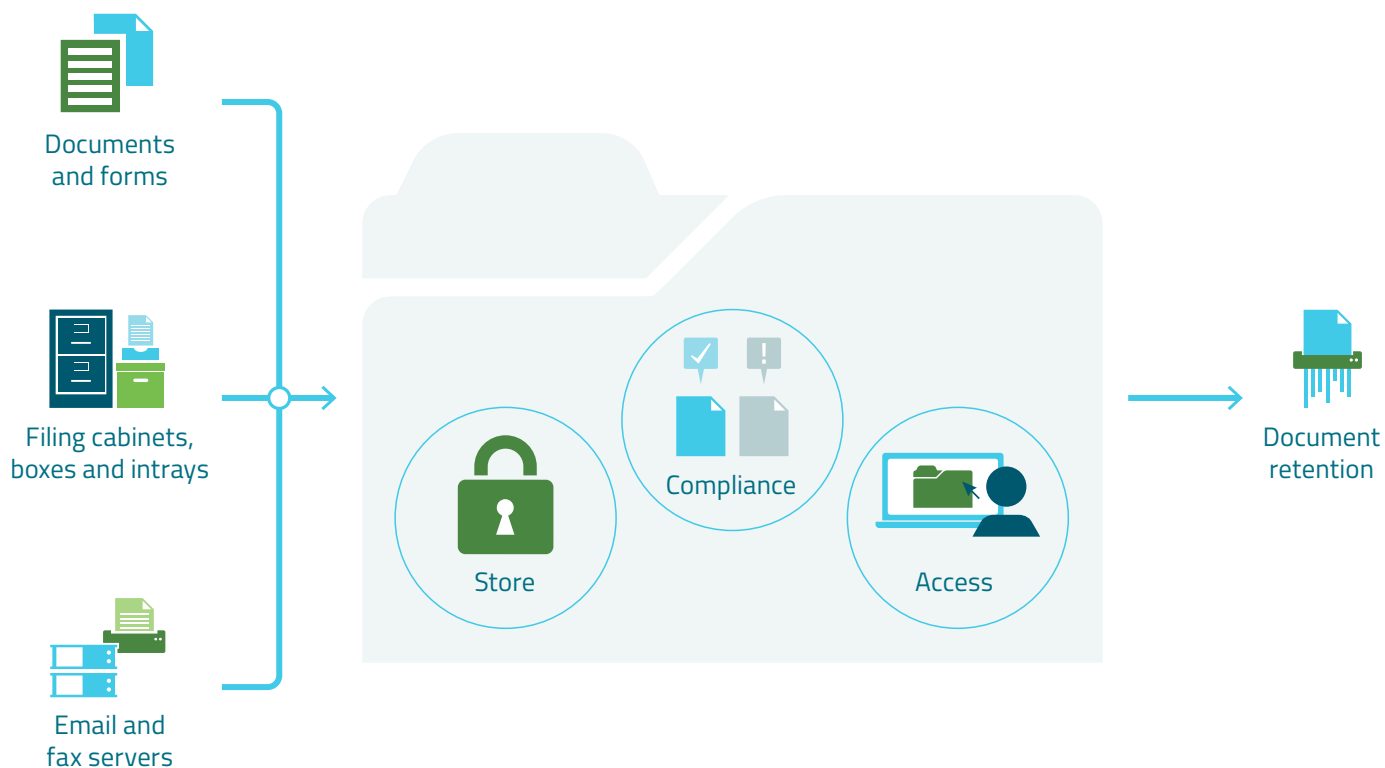 Documents
and forms
Filing cabinets,
boxes and intrays
Email and
fax servers
Store
Compliance
Access
Document
retention